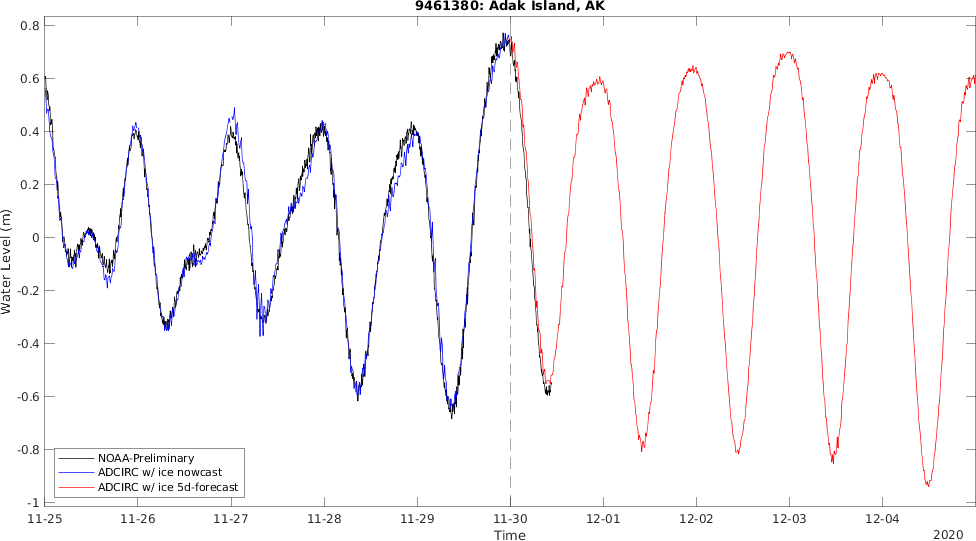 9461380: Adak Island, AK
Water Level (m)
0.8
0.6
0.4
0.2
0
-0.2
-0.4
-0.6
-0.8
-1
NOAA-Preliminary
ADCIRC w/ ice nowcast
ADCIRC w/ ice 5d-forecast
11-25 11-26 11-27 11-28 11-29 11-30 12-01 12-02 12-03 12-04
Time
2020